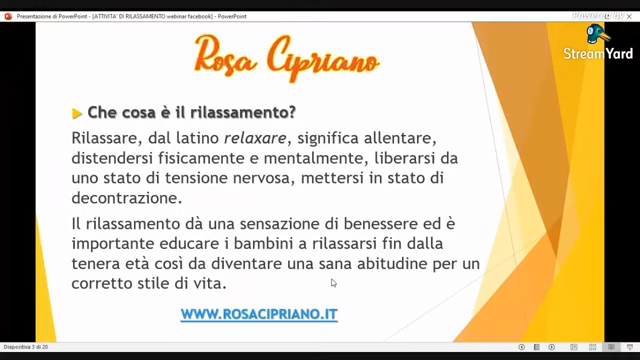 Presentazione di PowerPoint - [ATTIVITA' DI RILASSAMENTO webinar facebook] - PowerPoint
StreamYard
Rosa Cipriano
Che cosa è il rilassamento?
Rilassare, dal latino relaxare, significa allentare,
distendersi fisicamente e mentalmente, liberarsi da
uno stato di tensione nervosa, mettersi in stato di
decontrazione.
Il rilassamento dà una sensazione di benessere ed è
importante educare i bambini a rilassarsi fin dalla
tenera età così da diventare una sana abitudine per un
corretto stile di vita.
WWW.ROSACIPRIANO.IT
Diapositiva 3 di 20